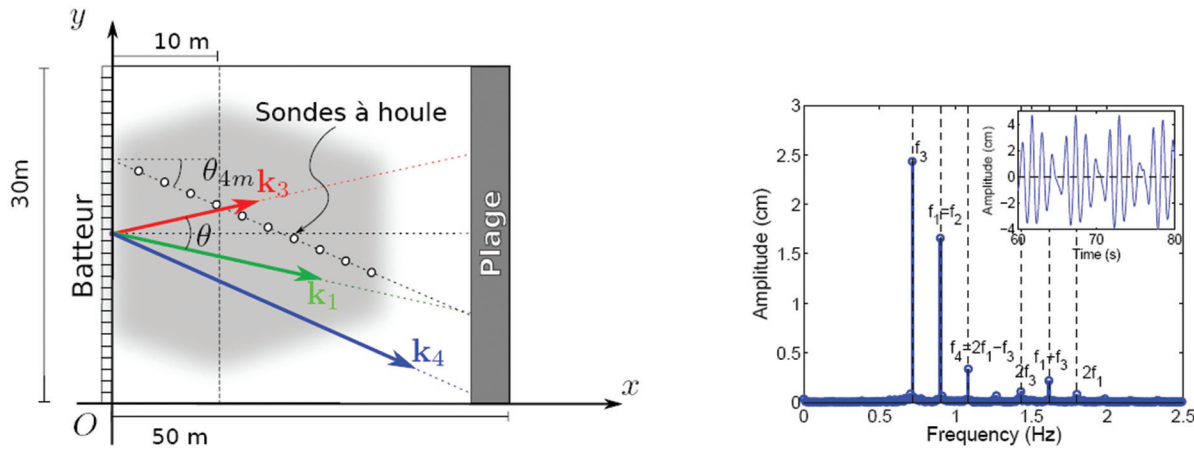 y
10 m
Sondes à houle
30m
Batteur
θ4m
k3
θ
k1
k4
Plage
x
O
50 m
Amplitude (cm)
3
2.5
2
1.5
1
0.5
0
f3
f1=f2
f4=2f1−f3
2f3
f1+f3
2f1
0
0.5
1
1.5
2
2.5
Frequency (Hz)
Amplitude (cm)
4
2
0
-2
-4
60
70
80
Time (s)